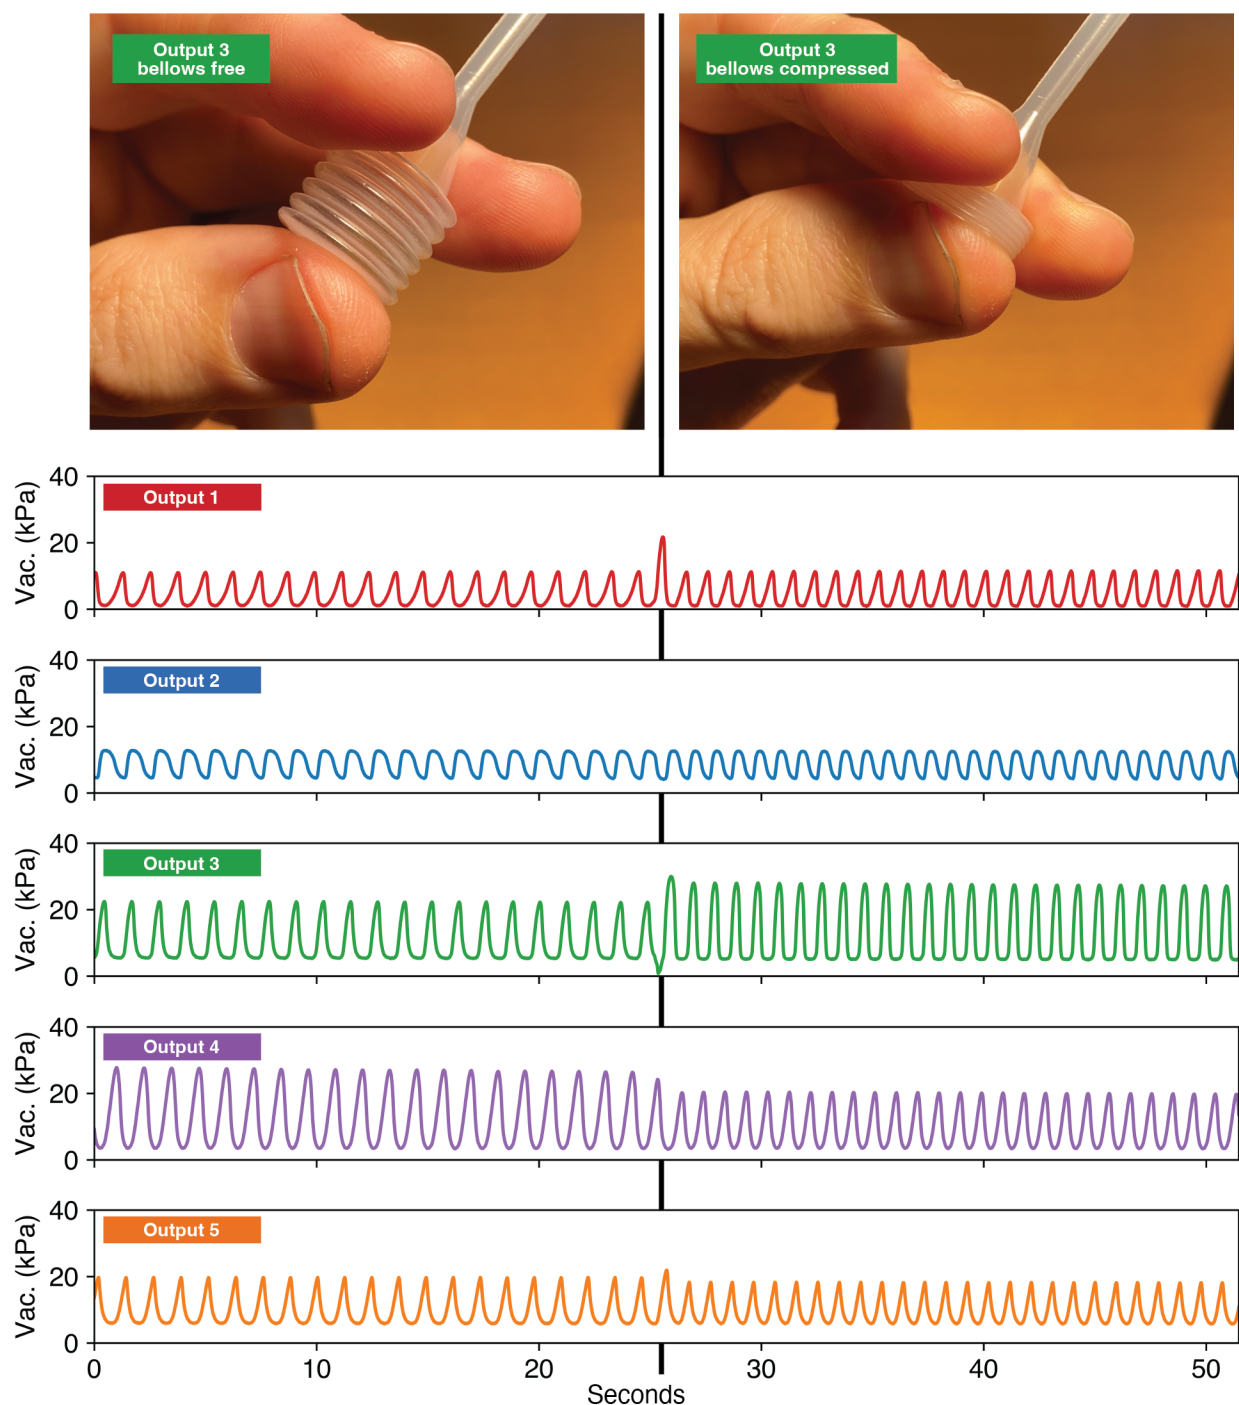 Output 3
bellows free
Output 3
bellows compressed
40
20
0
Vac. (kPa)
Output 1
40
20
0
Vac. (kPa)
Output 2
40
20
0
Vac. (kPa)
Output 3
40
20
0
Vac. (kPa)
Output 4
40
20
0
Vac. (kPa)
Output 5
0 10 20 30 40 50
Seconds